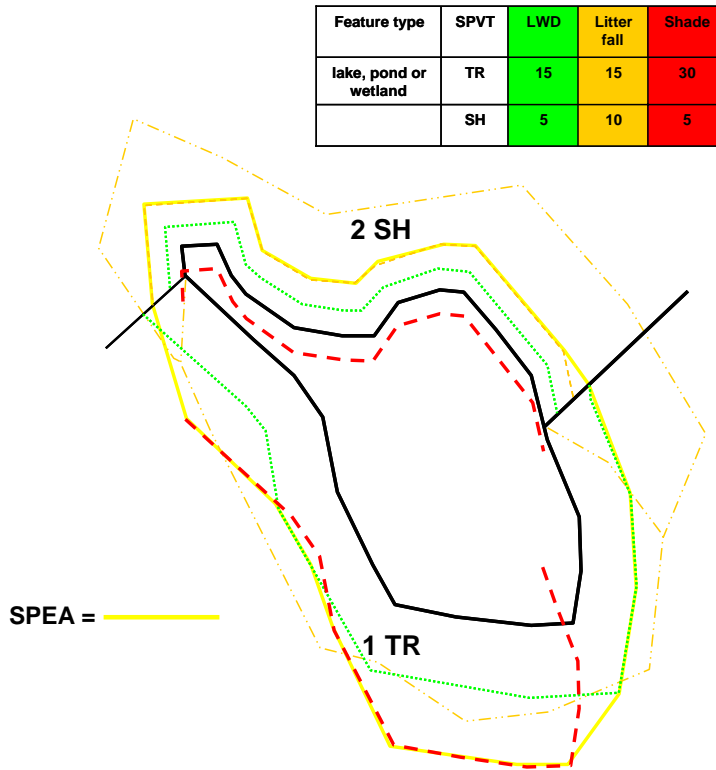 Feature type SPVT LWD Litter fall Shade
lake, pond or wetland TR 15 15 30
SH 5 10 5
2 SH
SPEA =
1 TR